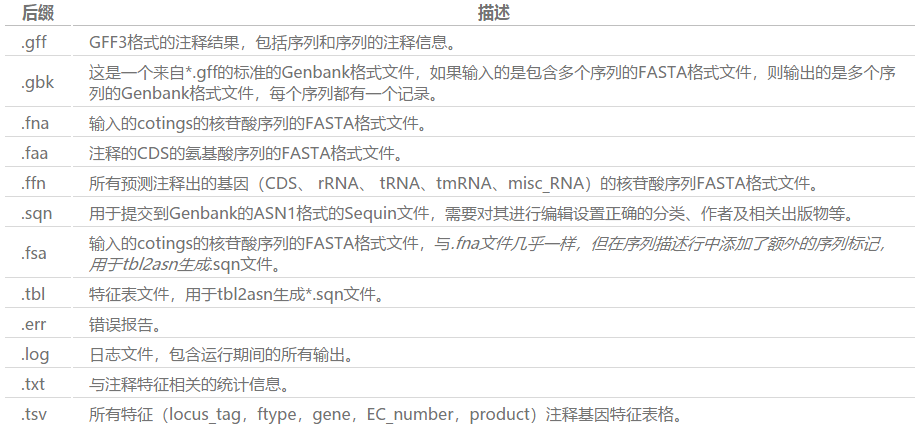 后缀 描述
.gff GFF3格式的注释结果，包括序列和序列的注释信息。
.gbk 这是一个来自*.gff的标准的Genbank格式文件，如果输入的是包含多个序列的FASTA格式文件，则输出的是多个序
列的Genbank格式文件，每个序列都有一个记录。
.fna 输入的cotings的核苷酸序列的FASTA格式文件。
.faa 注释的CDS的氨基酸序列的FASTA格式文件。
.ffn 所有预测注释出的基因（CDS、 rRNA、 tRNA、tmRNA、misc_RNA）的核苷酸序列FASTA格式文件。
.sqn 用于提交到Genbank的ASN1格式的Sequin文件，需要对其进行编辑设置正确的分类、作者及相关出版物等。
.fsa 输入的cotings的核苷酸序列的FASTA格式文件，与.fna文件几乎一样，但在序列描述行中添加了额外的序列标记，
用于tbl2asn生成.sqn文件。
.tbl 特征表文件，用于tbl2asn生成*.sqn文件。
.err 错误报告。
.log 日志文件，包含运行期间的所有输出。
.txt 与注释特征相关的统计信息。
.tsv 所有特征（locus_tag，ftype，gene，EC_number，product）注释基因特征表格。